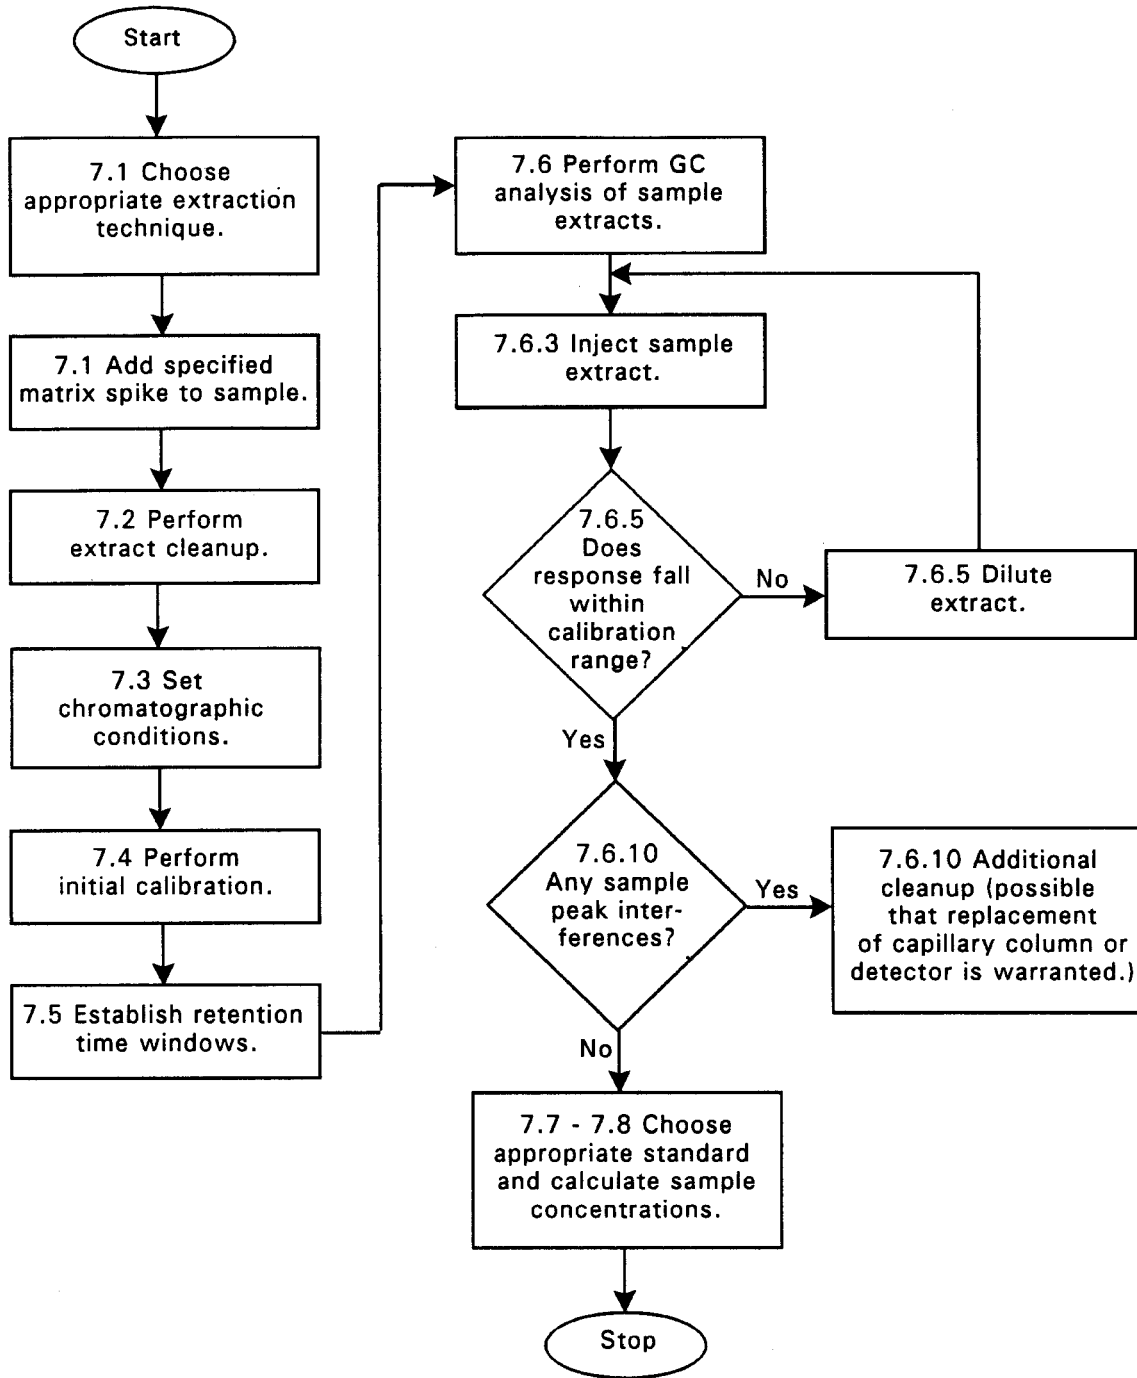 Start
7.1 Choose
appropriate extraction
technique.
7.1 Add specified
matrix spike to sample.
7.2 Perform
extract cleanup.
7.3 Set
chromatographic
conditions.
7.4 Perform
initial calibration.
7.5 Establish retention
time windows.
7.6 Perform GC
analysis of sample
extracts.
7.6.3 Inject sample
extract.
7.6.5
Does
response fall
within
calibration
range?
No
7.6.5 Dilute
extract.
Yes
7.6.10
Any sample
peak inter-
ferences?
Yes
7.6.10 Additional
cleanup (possible
that replacement
of capillary column or
detector is warranted.)
No
7.7 - 7.8 Choose
appropriate standard
and calculate sample
concentrations.
Stop